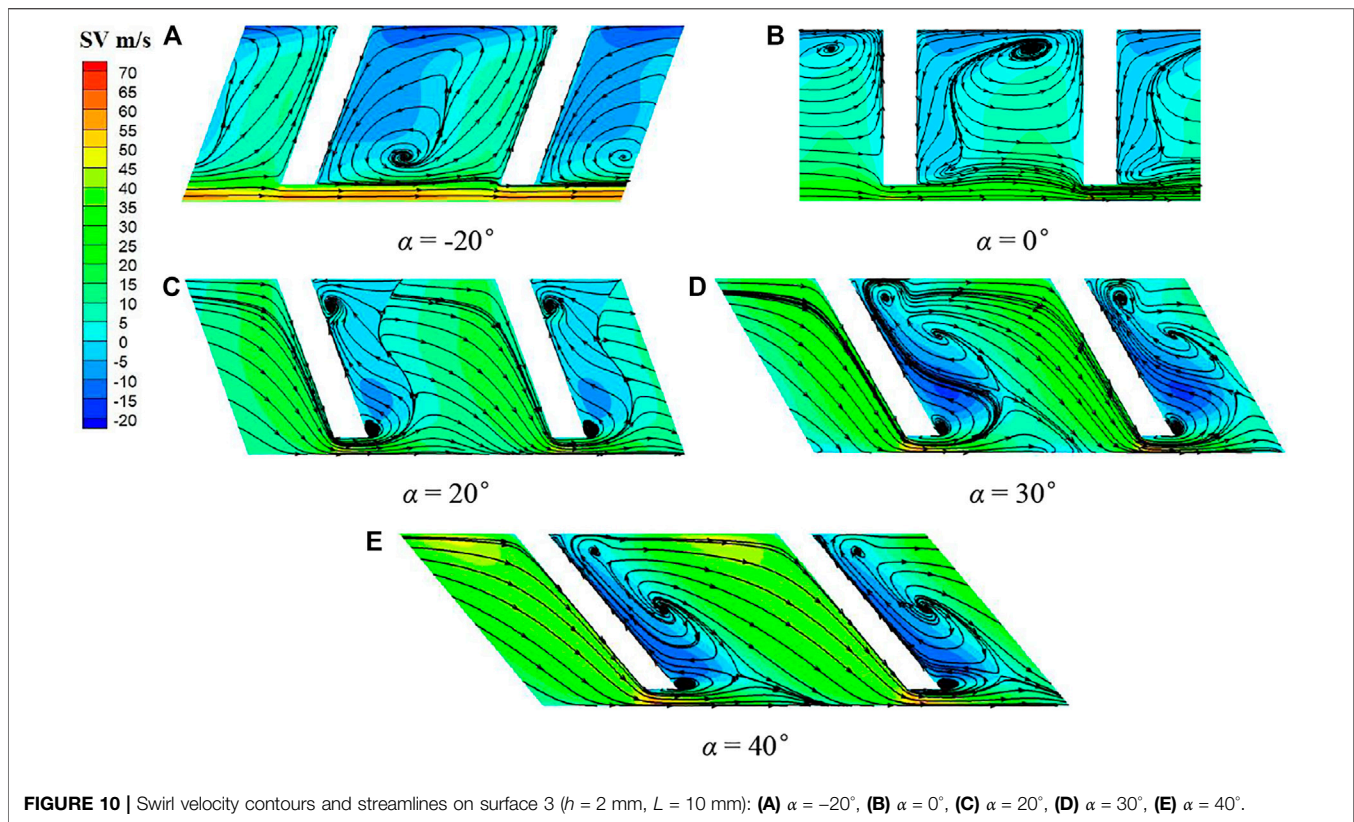 SV m/s
70
65
60
55
50
45
40
35
30
25
20
15
10
5
0
-5
-10
-15
-20
A
α = -20°
B
α = 0°
C
α = 20°
D
α = 30°
E
α = 40°
FIGURE 10 | Swirl velocity contours and streamlines on surface 3 (h = 2 mm, L = 10 mm): (A) α = −20°, (B) α = 0°, (C) α = 20°, (D) α = 30°, (E) α = 40°.